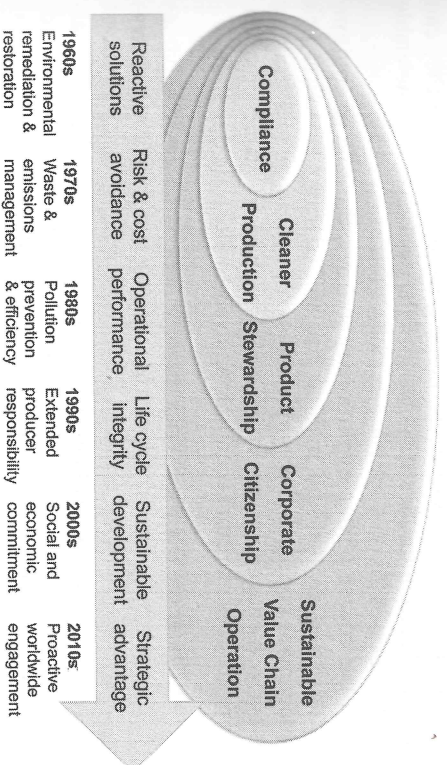 Compliance
Cleaner
Production
Product
Stewardship
Corporate
Citizenship
Sustainable
Value Chain
Operation
Reactive
solutions
Risk & cost
avoidance
Operational
performance
Life cycle
integrity
Sustainable
development
Strategic
advantage
1960s
Environmental
remediation &
restoration
1970s
Waste &
emissions
management
1980s
Pollution
prevention
& efficiency
1990s
Extended
producer
responsibility
2000s
Social and
economic
commitment
2010s
Proactive
worldwide
engagement